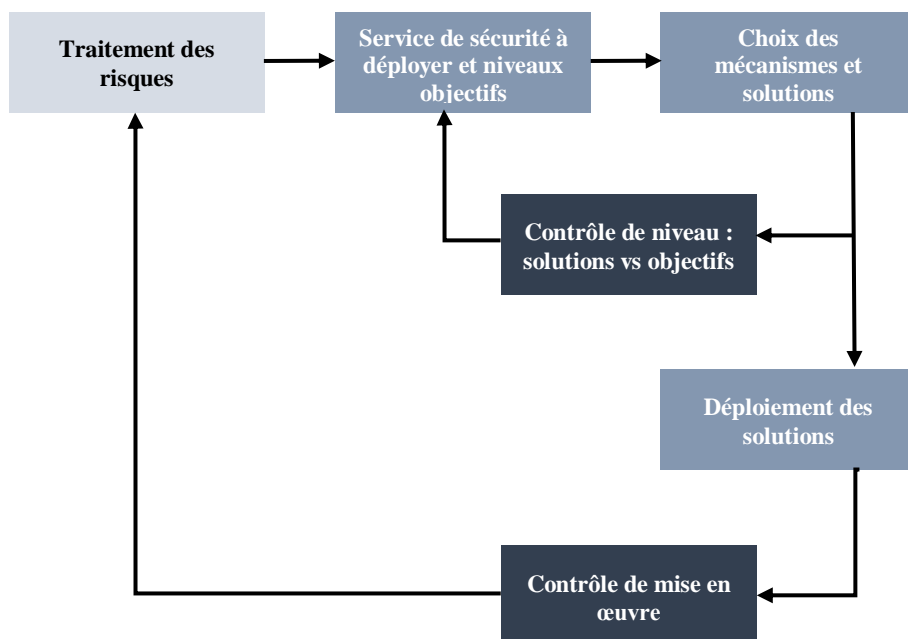 Traitement des
risques
Service de sécurité à
déployer et niveaux
objectifs
Choix des
mécanismes et
solutions
Contrôle de niveau :
solutions vs objectifs
Déploiement des
solutions
Contrôle de mise en
œuvre